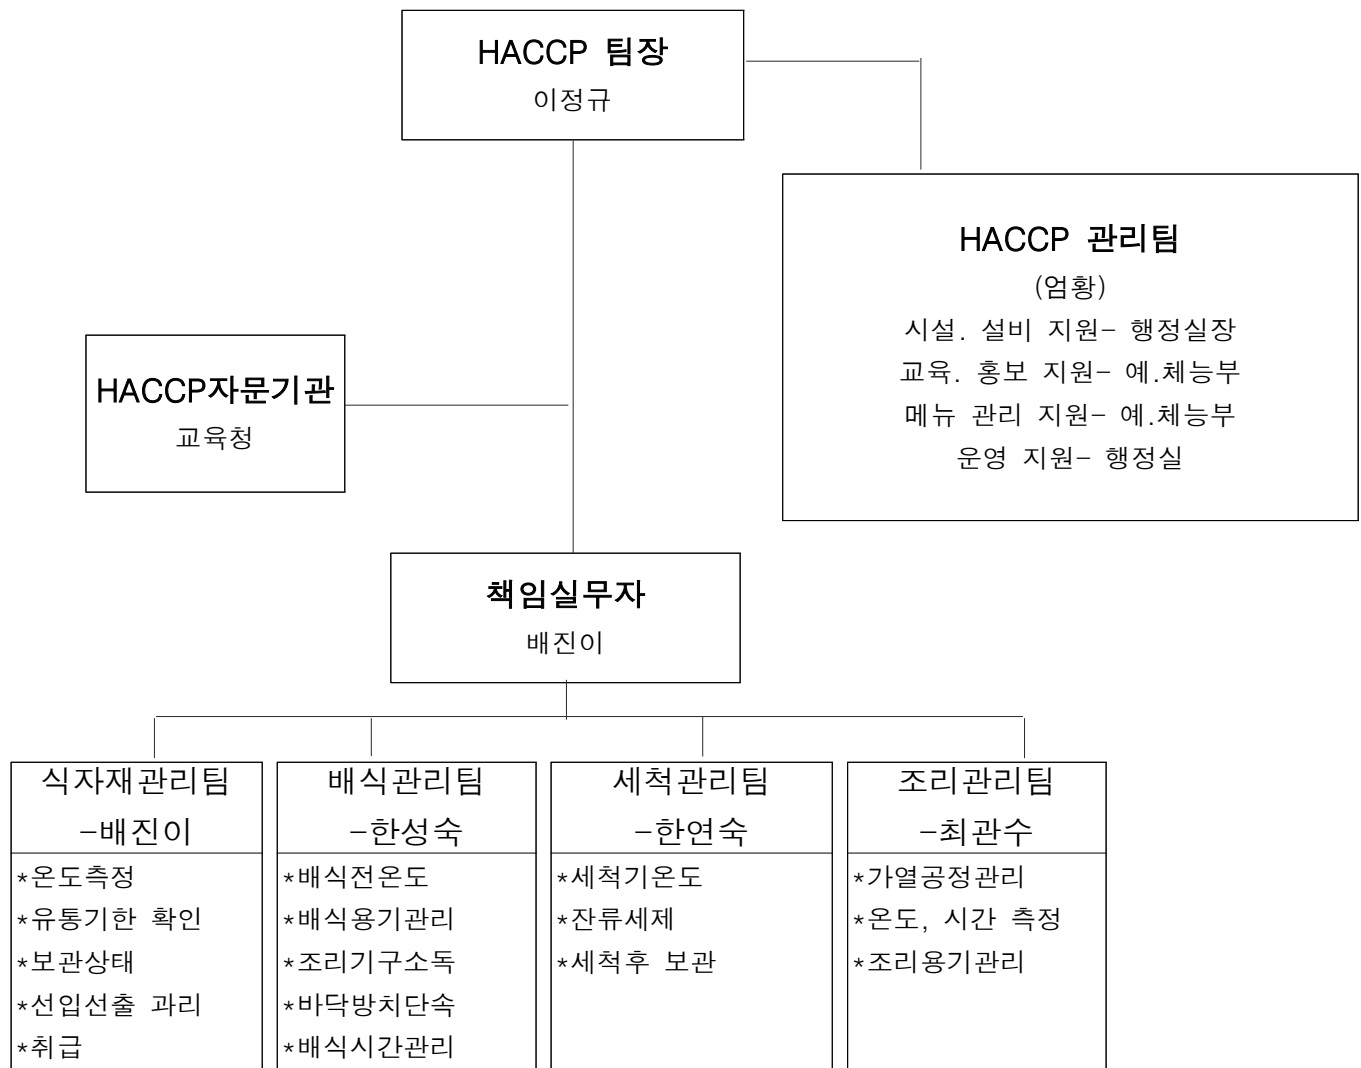 HACCP 팀장
이정규
HACCP 관리팀
(엄황)
시설. 설비 지원- 행정실장
교육. 홍보 지원- 예.체능부
메뉴 관리 지원- 예.체능부
운영 지원- 행정실
HACCP자문기관
교육청
책임실무자
배진이
식자재관리팀
-배진이
*온도측정
*유통기한 확인
*보관상태
*선입선출 과리
*취급
배식관리팀
-한성숙
*배식전온도
*배식용기관리
*조리기구소독
*바닥방치단속
*배식시간관리
세척관리팀
-한연숙
*세척기온도
*잔류세제
*세척후 보관
조리관리팀
-최관수
*가열공정관리
*온도, 시간 측정
*조리용기관리